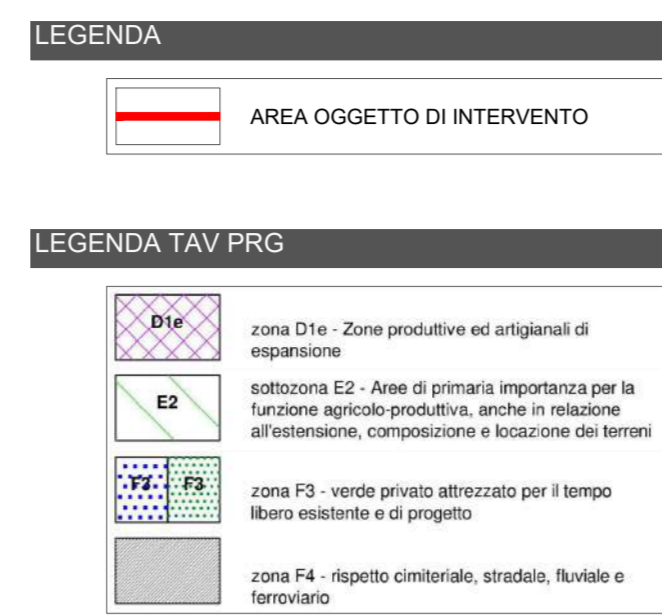 LEGENDA
AREA OGGETTO DI INTERVENTO
LEGENDA TAV PRG
D1e
zona D1e - Zone produttive ed artigianali di
espansione
E2
sottozona E2 - Aree di primaria importanza per la
funzione agricolo-produttiva, anche in relazione
all'estensione, composizione e locazione dei terreni
F3 F3
zona F3 - verde privato attrezzato per il tempo
libero esistente e di progetto
zona F4 - rispetto cimiteriale, stradale, fluviale e
ferroviario